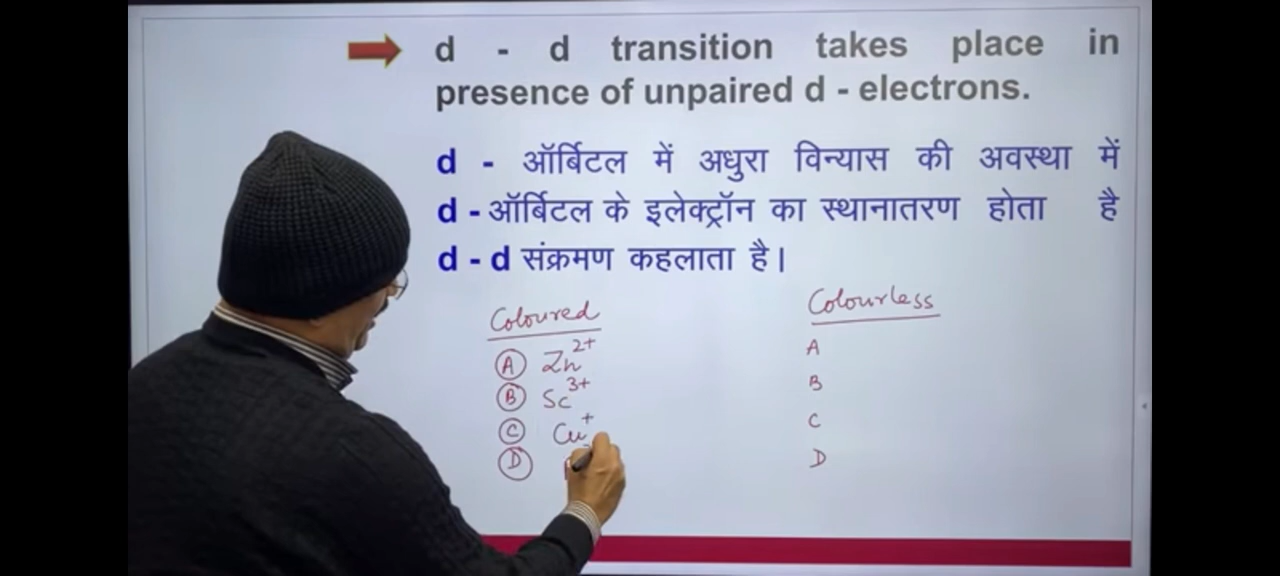 d - d transition takes place in
presence of unpaired d - electrons.
d - ऑर्बिटल में अधुरा विन्यास की अवस्था में
d - ऑर्बिटल के इलेक्ट्रॉन का स्थानातरण होता है
d - d संक्रमण कहलाता है।
Coloured
A Zn2+
B Sc3+
C Cu+
D
Colourless
A
B
C
D